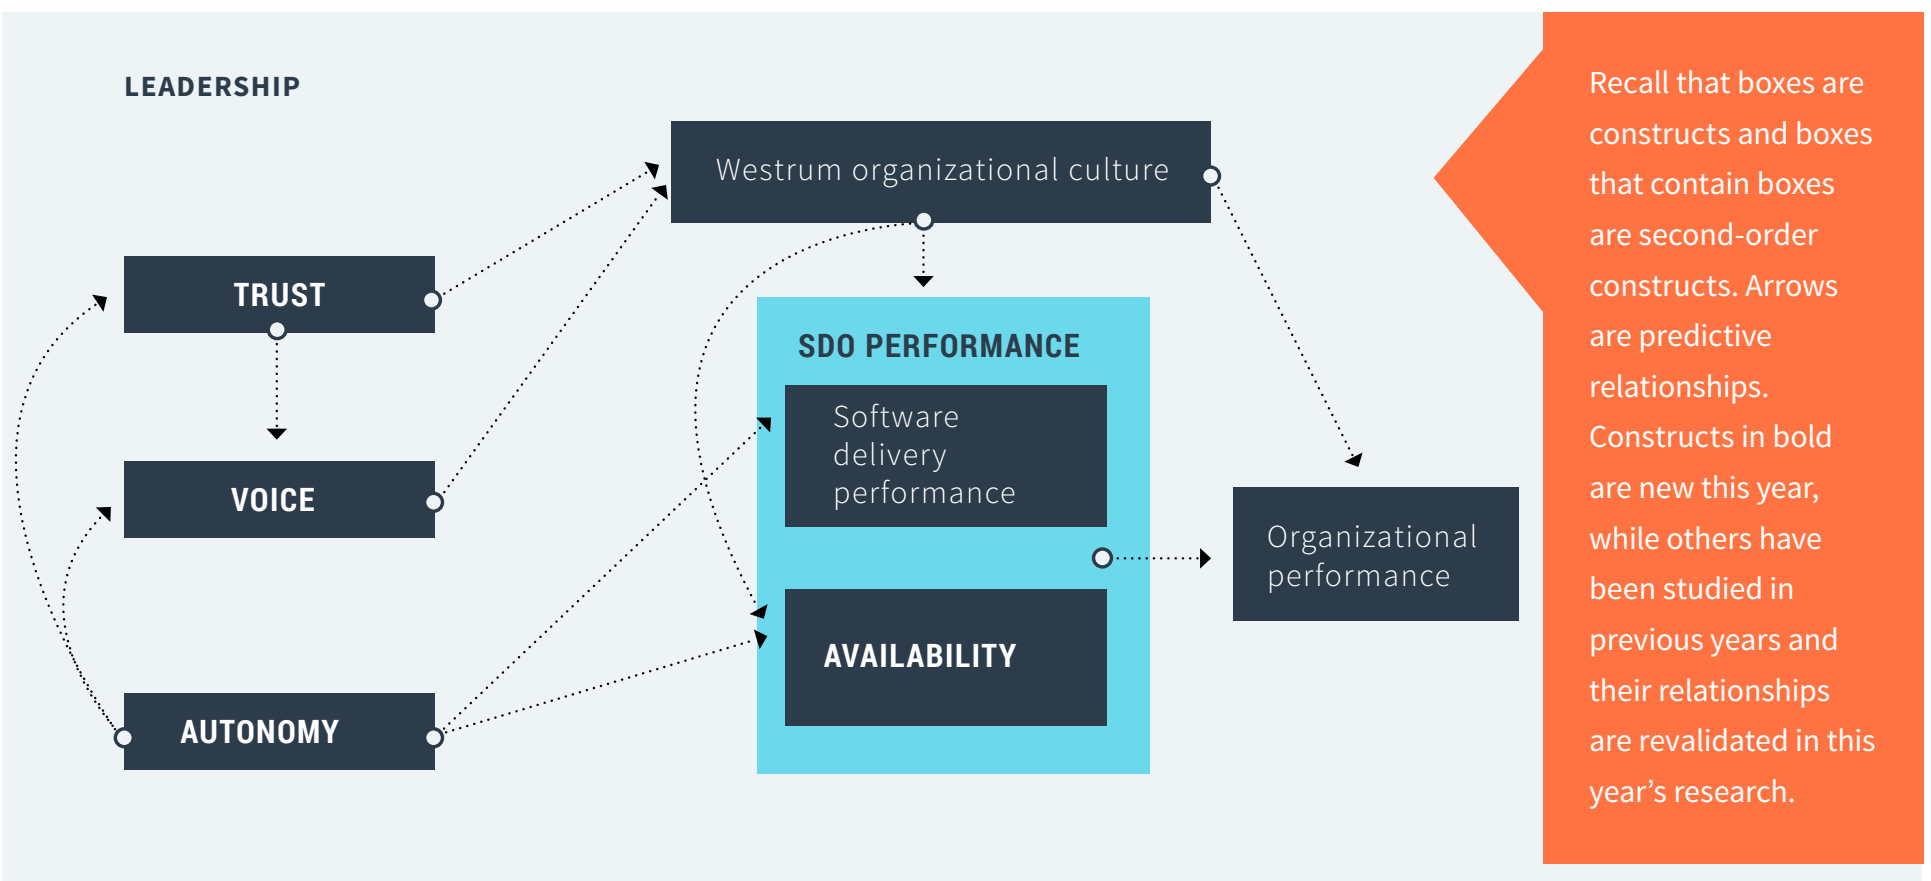 LEADERSHIP
Westrum organizational culture
TRUST
VOICE
AUTONOMY
SDO PERFORMANCE
Software
delivery
performance
AVAILABILITY
Organizational
performance
Recall that boxes are
constructs and boxes
that contain boxes
are second-order
constructs. Arrows
are predictive
relationships.
Constructs in bold
are new this year,
while others have
been studied in
previous years and
their relationships
are revalidated in this
year’s research.